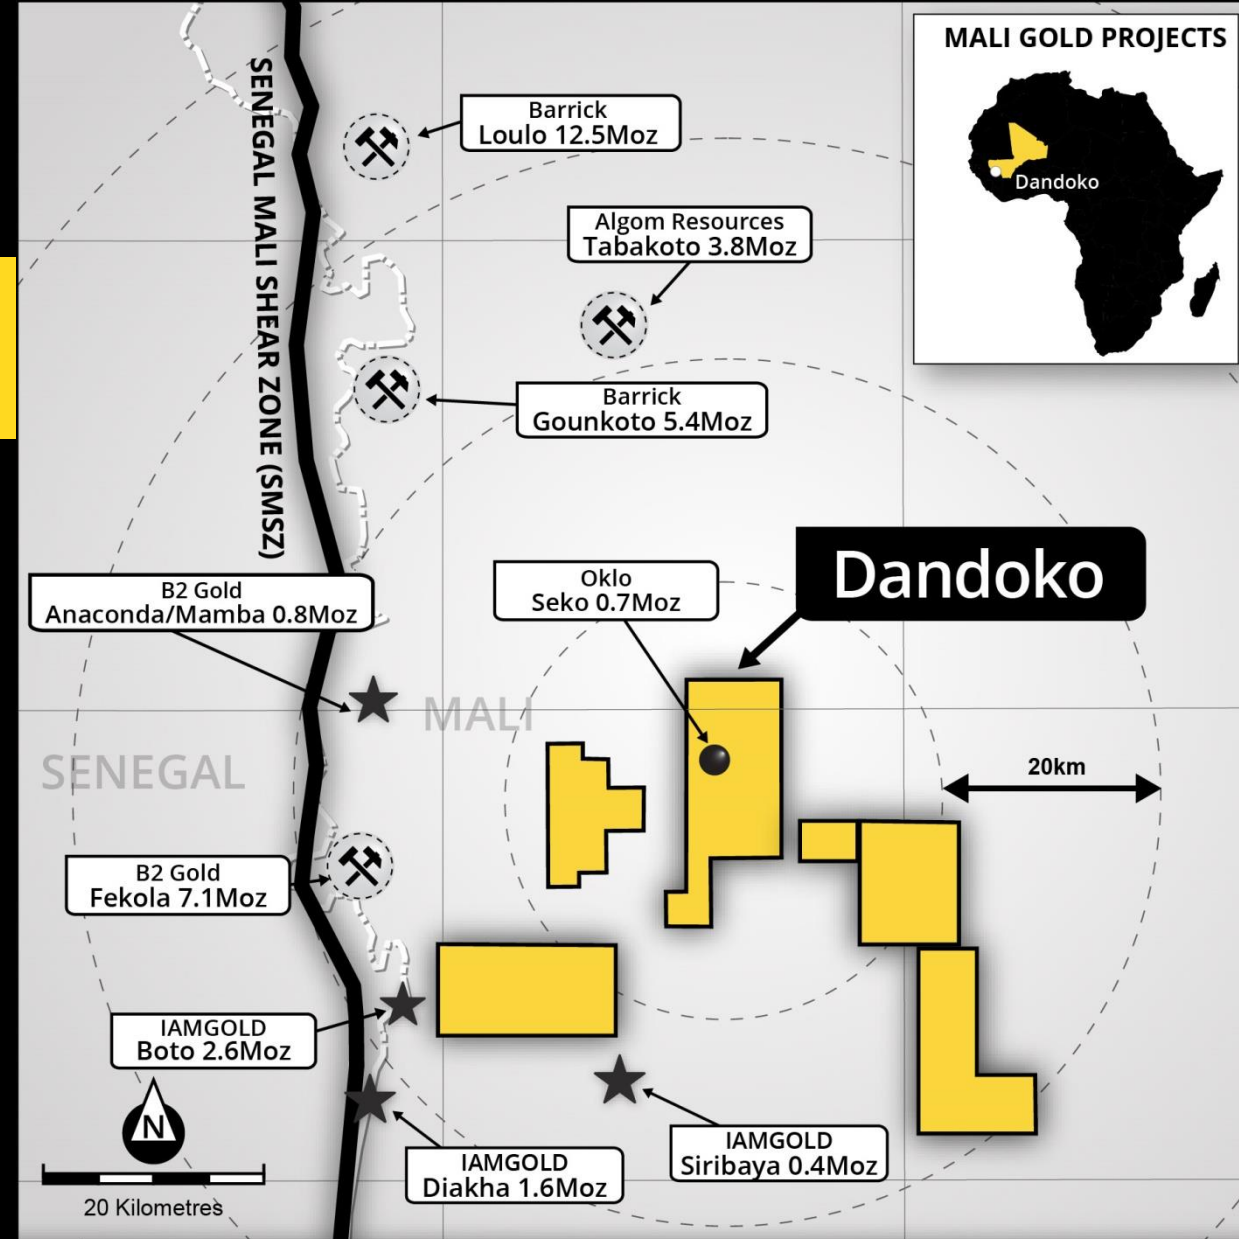 MALI GOLD PROJECTS
Dandoko
SENEGAL MALI SHEAR ZONE (SMSZ)
Barrick
Loulo 12.5Moz
Algom Resources
Tabakoto 3.8Moz
Barrick
Gounkoto 5.4Moz
Dandoko
B2 Gold
Anaconda/Mamba 0.8Moz
Oklo
Seko 0.7Moz
MALI
SENEGAL
20km
B2 Gold
Fekola 7.1Moz
IAMGOLD
Boto 2.6Moz
IAMGOLD
Diakha 1.6Moz
IAMGOLD
Siribaya 0.4Moz
N
20 Kilometres